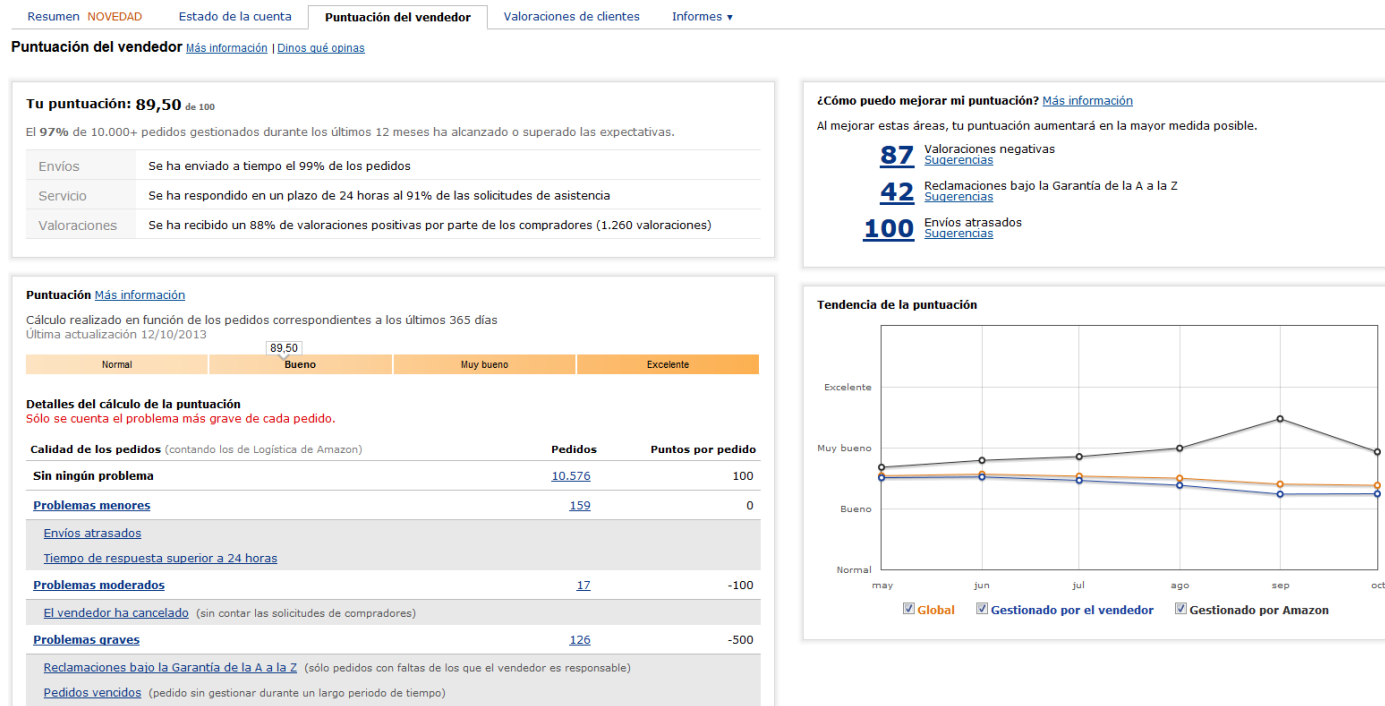 Resumen NOVEDAD Estado de la cuenta Puntuación del vendedor Valoraciones de clientes Informes ▾
Puntuación del vendedor Más información | Dinos qué opinas
Tu puntuación: 89,50 de 100
El 97% de 10.000+ pedidos gestionados durante los últimos 12 meses ha alcanzado o superado las expectativas.
Envíos Se ha enviado a tiempo el 99% de los pedidos
Servicio Se ha respondido en un plazo de 24 horas al 91% de las solicitudes de asistencia
Valoraciones Se ha recibido un 88% de valoraciones positivas por parte de los compradores (1.260 valoraciones)
¿Cómo puedo mejorar mi puntuación? Más información
Al mejorar estas áreas, tu puntuación aumentará en la mayor medida posible.
87 Valoraciones negativas
Sugerencias
42 Reclamaciones bajo la Garantía de la A a la Z
Sugerencias
100 Envíos atrasados
Sugerencias
Puntuación Más información
Cálculo realizado en función de los pedidos correspondientes a los últimos 365 días
Última actualización 12/10/2013
89,50
Normal Bueno Muy bueno Excelente
Detalles del cálculo de la puntuación
Sólo se cuenta el problema más grave de cada pedido.
Calidad de los pedidos (contando los de Logística de Amazon) Pedidos Puntos por pedido
Sin ningún problema 10.576 100
Problemas menores 159 0
Envíos atrasados
Tiempo de respuesta superior a 24 horas
Problemas moderados 17 -100
El vendedor ha cancelado (sin contar las solicitudes de compradores)
Problemas graves 126 -500
Reclamaciones bajo la Garantía de la A a la Z (sólo pedidos con faltas de los que el vendedor es responsable)
Pedidos vencidos (pedido sin gestionar durante un largo periodo de tiempo)
Tendencia de la puntuación
Excelente
Muy bueno
Bueno
Normal
may jun jul ago sep oct
Global Gestionado por el vendedor Gestionado por Amazon